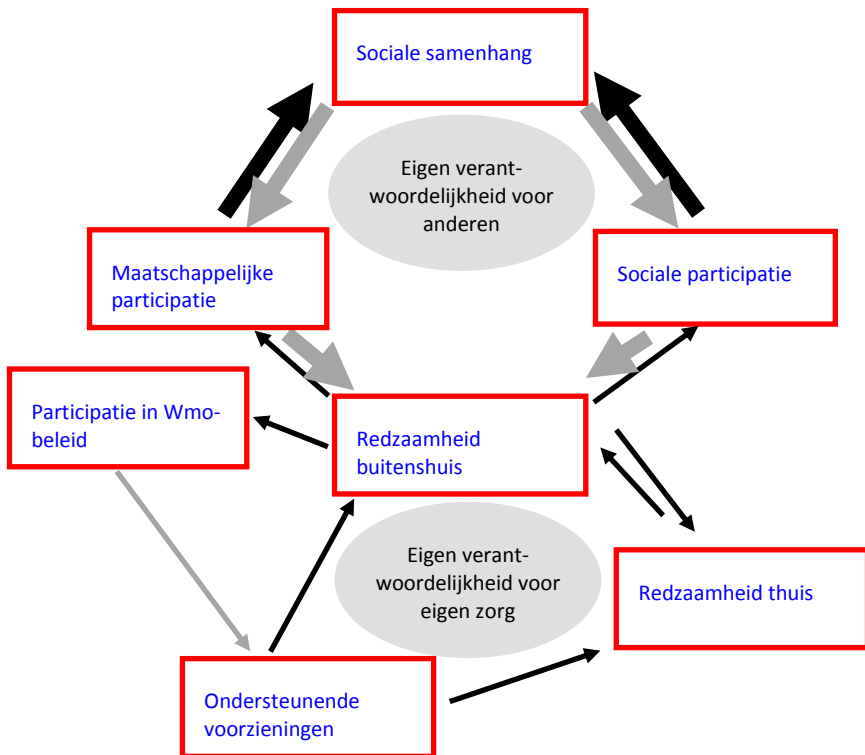 Sociale samenhang
Eigen verant-
woordelijkheid voor
anderen
Maatschappelijke
participatie
Sociale participatie
Participatie in Wmo-
beleid
Redzaamheid
buitenshuis
Eigen verant-
woordelijkheid voor
eigen zorg
Redzaamheid thuis
Ondersteunende
voorzieningen